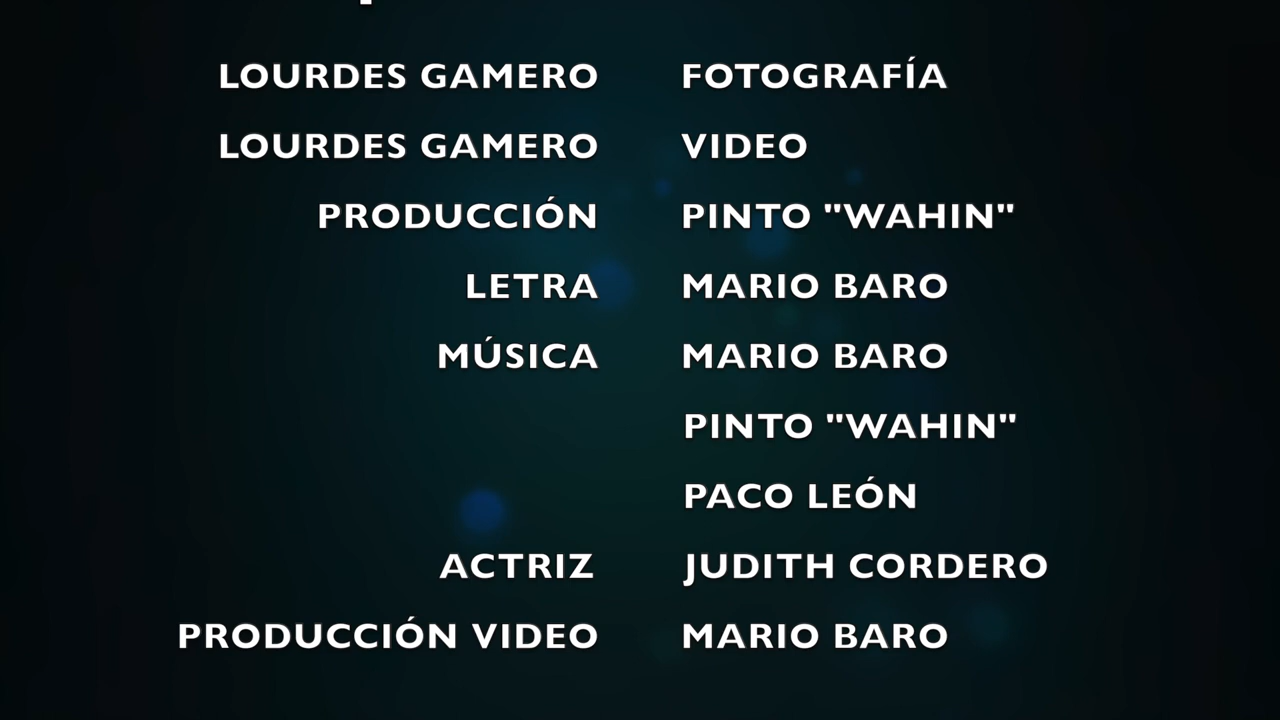 LOURDES GAMERO FOTOGRAFÍA
LOURDES GAMERO VIDEO
PRODUCCIÓN PINTO "WAHIN"
LETRA MARIO BARO
MÚSICA MARIO BARO
PINTO "WAHIN"
PACO LEÓN
ACTRIZ JUDITH CORDERO
PRODUCCIÓN VIDEO MARIO BARO